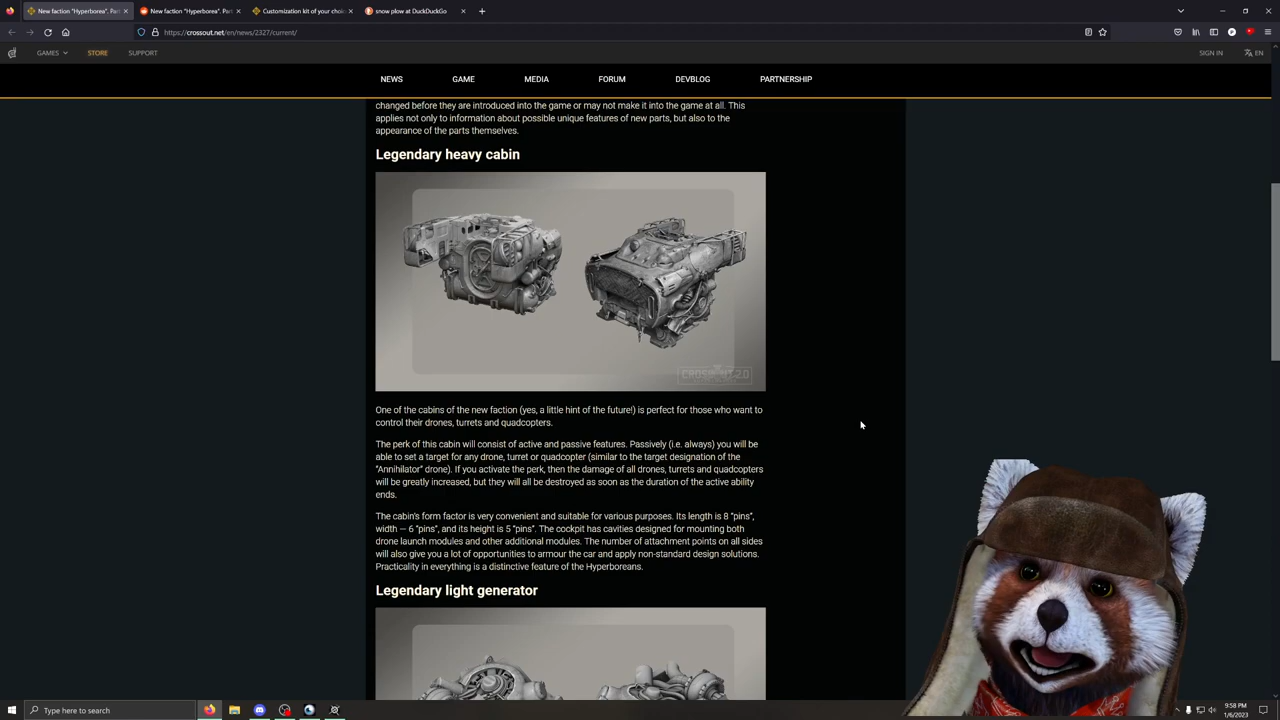 New faction "Hyperborea". Part
New faction "Hyperborea". Part
Customization kit of your choice
snow plow at DuckDuckGo
https://crossout.net/en/news/2327/current/
GAMES
STORE
SUPPORT
SIGN IN
EN
NEWS
GAME
MEDIA
FORUM
DEVBLOG
PARTNERSHIP
changed before they are introduced into the game or may not make it into the game at all. This
applies not only to information about possible unique features of new parts, but also to the
appearance of the parts themselves.
Legendary heavy cabin
CROSSOUT 2.0
One of the cabins of the new faction (yes, a little hint of the future!) is perfect for those who want to
control their drones, turrets and quadcopters.
The perk of this cabin will consist of active and passive features. Passively (i.e. always) you will be
able to set a target for any drone, turret or quadcopter (similar to the target designation of the
“Annihilator” drone). If you activate the perk, then the damage of all drones, turrets and quadcopters
will be greatly increased, but they will all be destroyed as soon as the duration of the active ability
ends.
The cabin's form factor is very convenient and suitable for various purposes. Its length is 8 “pins”,
width — 6 “pins”, and its height is 5 “pins”. The cockpit has cavities designed for mounting both
drone launch modules and other additional modules. The number of attachment points on all sides
will also give you a lot of opportunities to armour the car and apply non-standard design solutions.
Practicality in everything is a distinctive feature of the Hyperboreans.
Legendary light generator
Type here to search
9:58 PM
1/6/2023